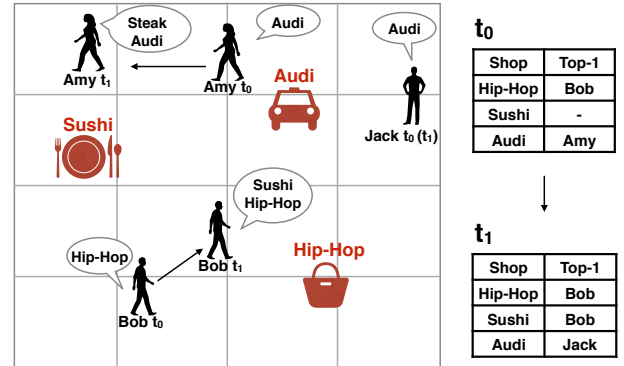 Steak
Audi
Audi
Audi
Amy t1
Amy t0
Audi
Jack t0 (t1)
Sushi
Sushi
Hip-Hop
Hip-Hop
Bob t1
Hip-Hop
Bob t0
t0
Shop Top-1
Hip-Hop Bob
Sushi -
Audi Amy
t1
Shop Top-1
Hip-Hop Bob
Sushi Bob
Audi Jack